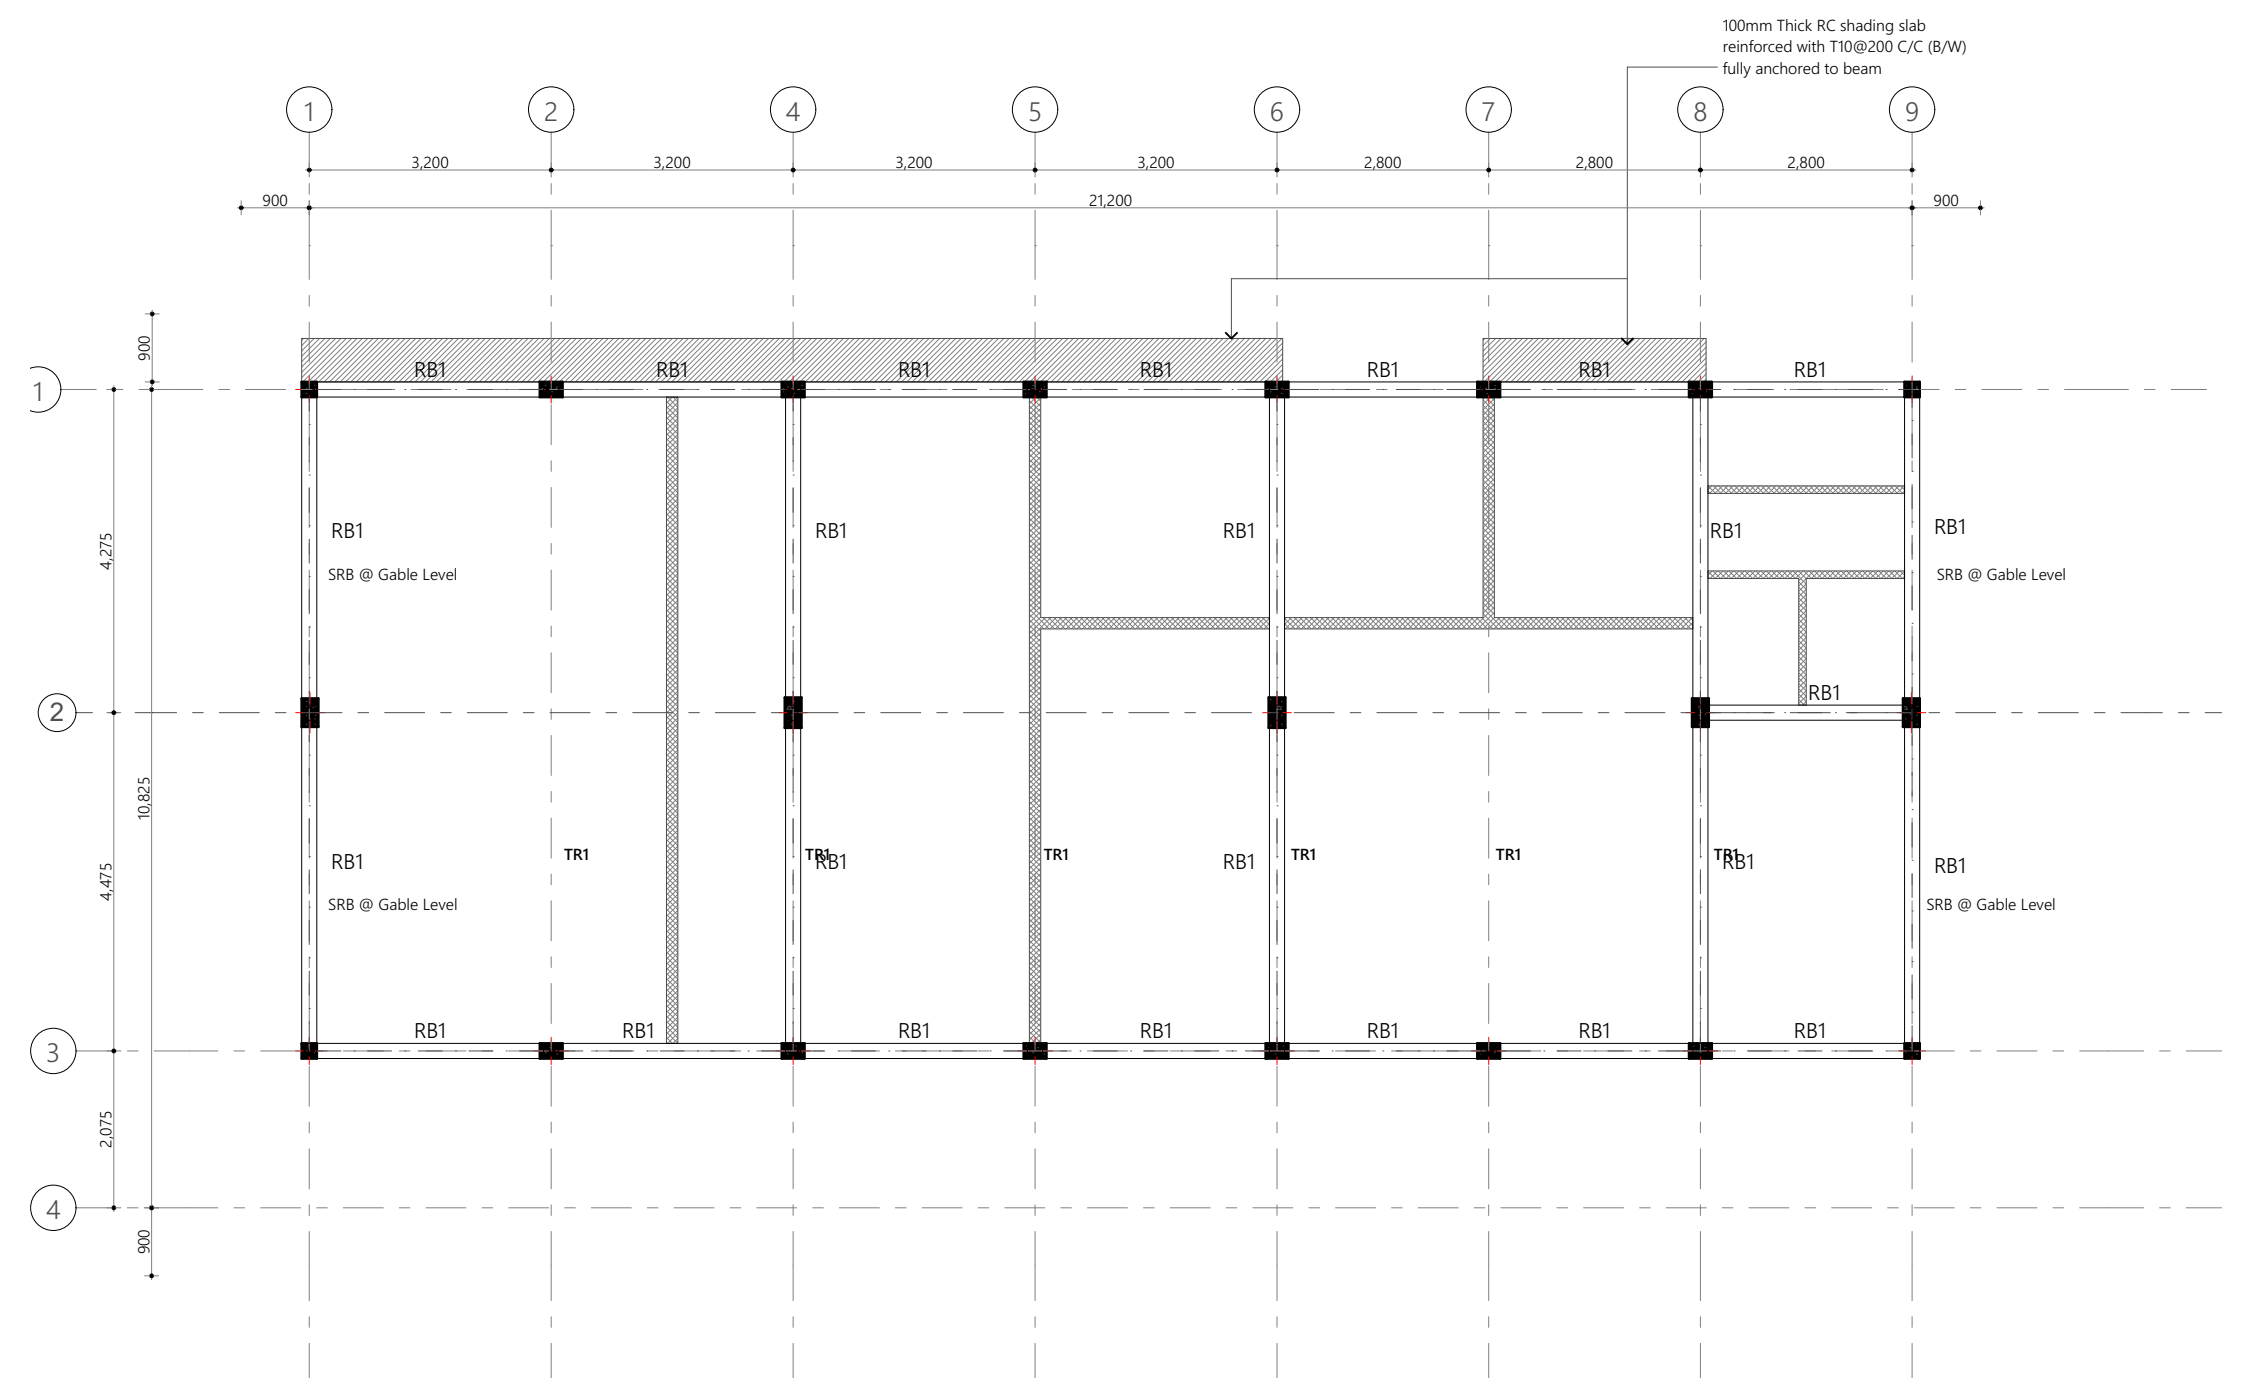 100mm Thick RC shading slab
reinforced with T10@200 C/C (B/W)
fully anchored to beam
1 2 4 5 6 7 8 9
3,200 3,200 3,200 3,200 2,800 2,800 2,800
900 21,200 900
900
RB1 RB1 RB1 RB1 RB1 RB1 RB1
1
RB1 RB1 RB1 RB1 RB1
4,275
SRB @ Gable Level SRB @ Gable Level
RB1
2
10,825
RB1 TR1 TR1 RB1 TR1 RB1 TR1 TR1 TR1 RB1 RB1
4,475
SRB @ Gable Level SRB @ Gable Level
RB1 RB1 RB1 RB1 RB1 RB1 RB1
3
2,075
4
900